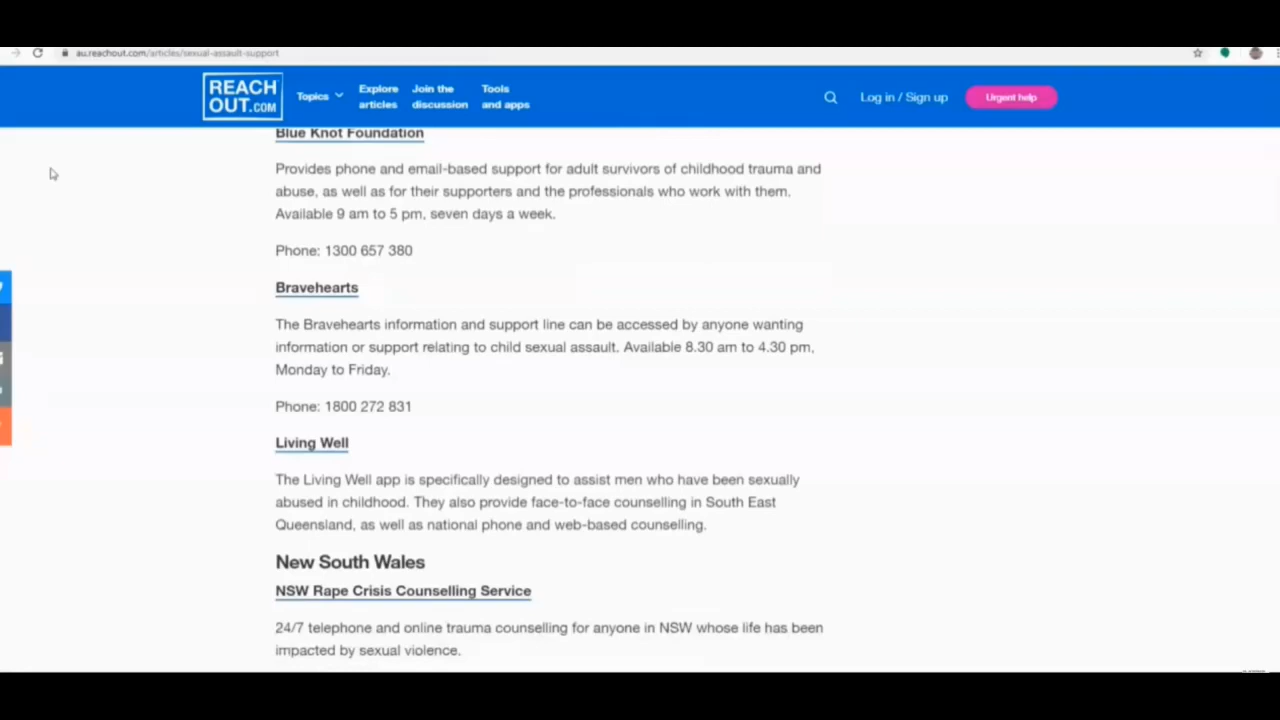 au.reachout.com/articles/sexual-assault-support
REACH
OUT.COM
Topics
Explore
articles
Join the
discussion
Tools
and apps
Log in / Sign up
Urgent help
Blue Knot Foundation
Provides phone and email-based support for adult survivors of childhood trauma and
abuse, as well as for their supporters and the professionals who work with them.
Available 9 am to 5 pm, seven days a week.
Phone: 1300 657 380
Bravehearts
The Bravehearts information and support line can be accessed by anyone wanting
information or support relating to child sexual assault. Available 8.30 am to 4.30 pm,
Monday to Friday.
Phone: 1800 272 831
Living Well
The Living Well app is specifically designed to assist men who have been sexually
abused in childhood. They also provide face-to-face counselling in South East
Queensland, as well as national phone and web-based counselling.
New South Wales
NSW Rape Crisis Counselling Service
24/7 telephone and online trauma counselling for anyone in NSW whose life has been
impacted by sexual violence.